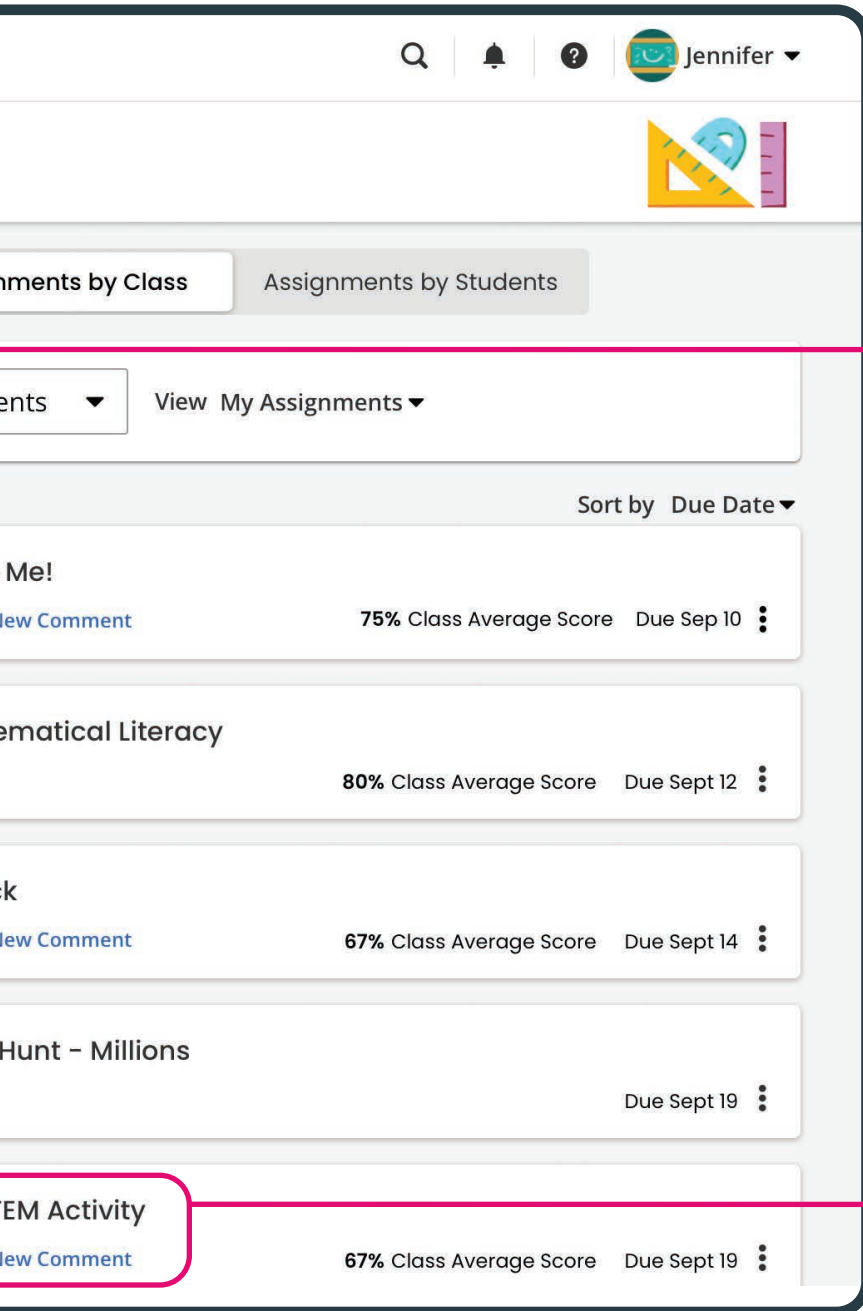 Jennifer
nments by Class
Assignments by Students
ents
View My Assignments
Sort by Due Date
Me!
New Comment
75% Class Average Score Due Sep 10
ematical Literacy
80% Class Average Score Due Sept 12
ck
New Comment
67% Class Average Score Due Sept 14
Hunt - Millions
Due Sept 19
TEM Activity
New Comment
67% Class Average Score Due Sept 19